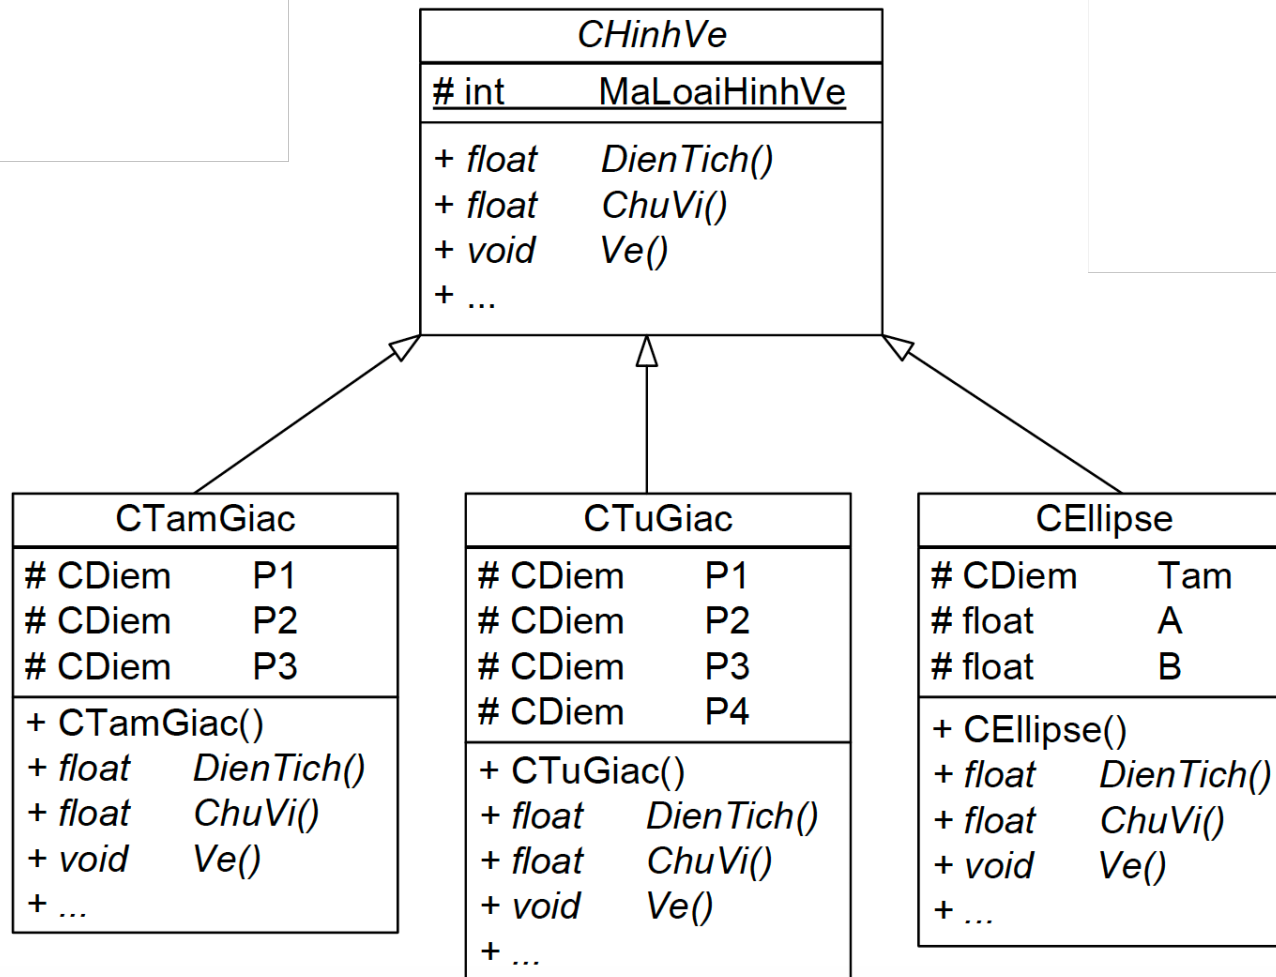 CHinhVe
# int MaLoaiHinhVe
+ float DienTich()
+ float ChuVi()
+ void Ve()
+ ...
CTamGiac
# CDiem P1
# CDiem P2
# CDiem P3
+ CTamGiac()
+ float DienTich()
+ float ChuVi()
+ void Ve()
+ ...
CTuGiac
# CDiem P1
# CDiem P2
# CDiem P3
# CDiem P4
+ CTuGiac()
+ float DienTich()
+ float ChuVi()
+ void Ve()
+ ...
CEllipse
# CDiem Tam
# float A
# float B
+ CEllipse()
+ float DienTich()
+ float ChuVi()
+ void Ve()
+ ...